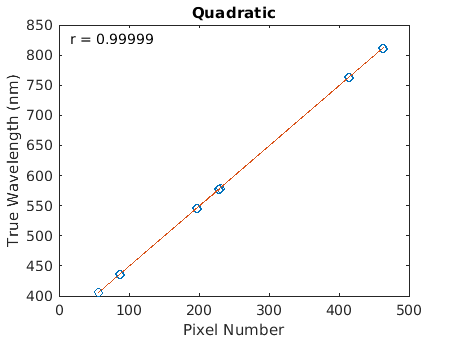 Quadratic
850
r = 0.99999
800
750
700
650
600
550
500
450
400
True Wavelength (nm)
0 100 200 300 400 500
Pixel Number